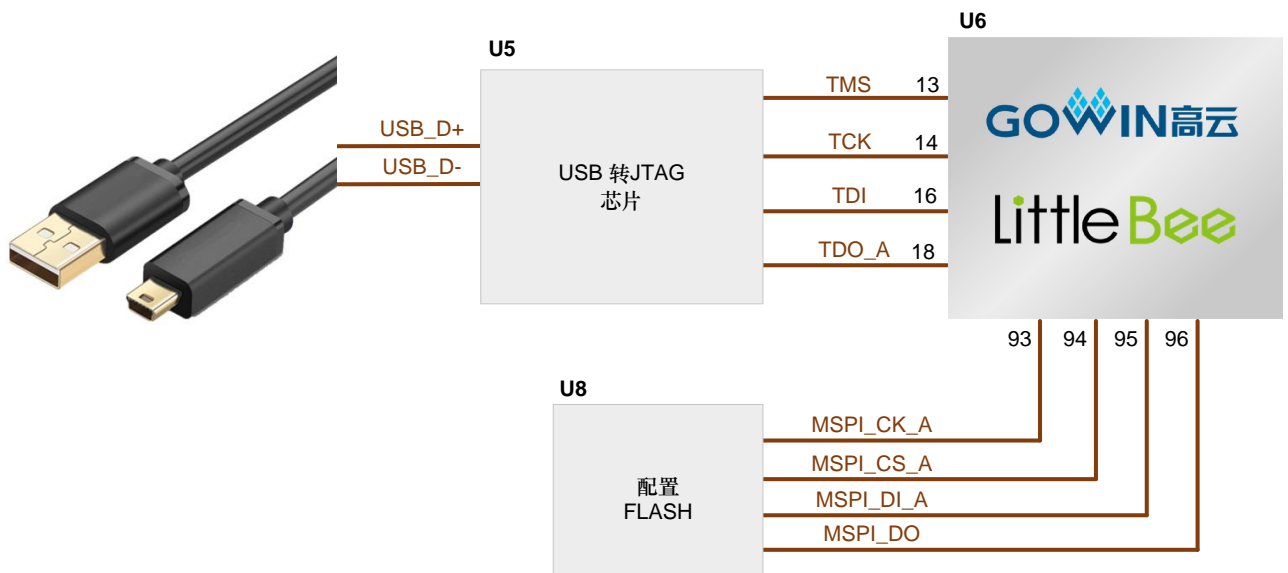 U6
U5
TMS 13
GOWIN高云
USB_D+
TCK 14
USB_D-
USB 转JTAG
芯片
TDI 16
LittleBee
TDO_A 18
93 94 95 96
U8
MSPI_CK_A
MSPI_CS_A
配置
FLASH
MSPI_DI_A
MSPI_DO